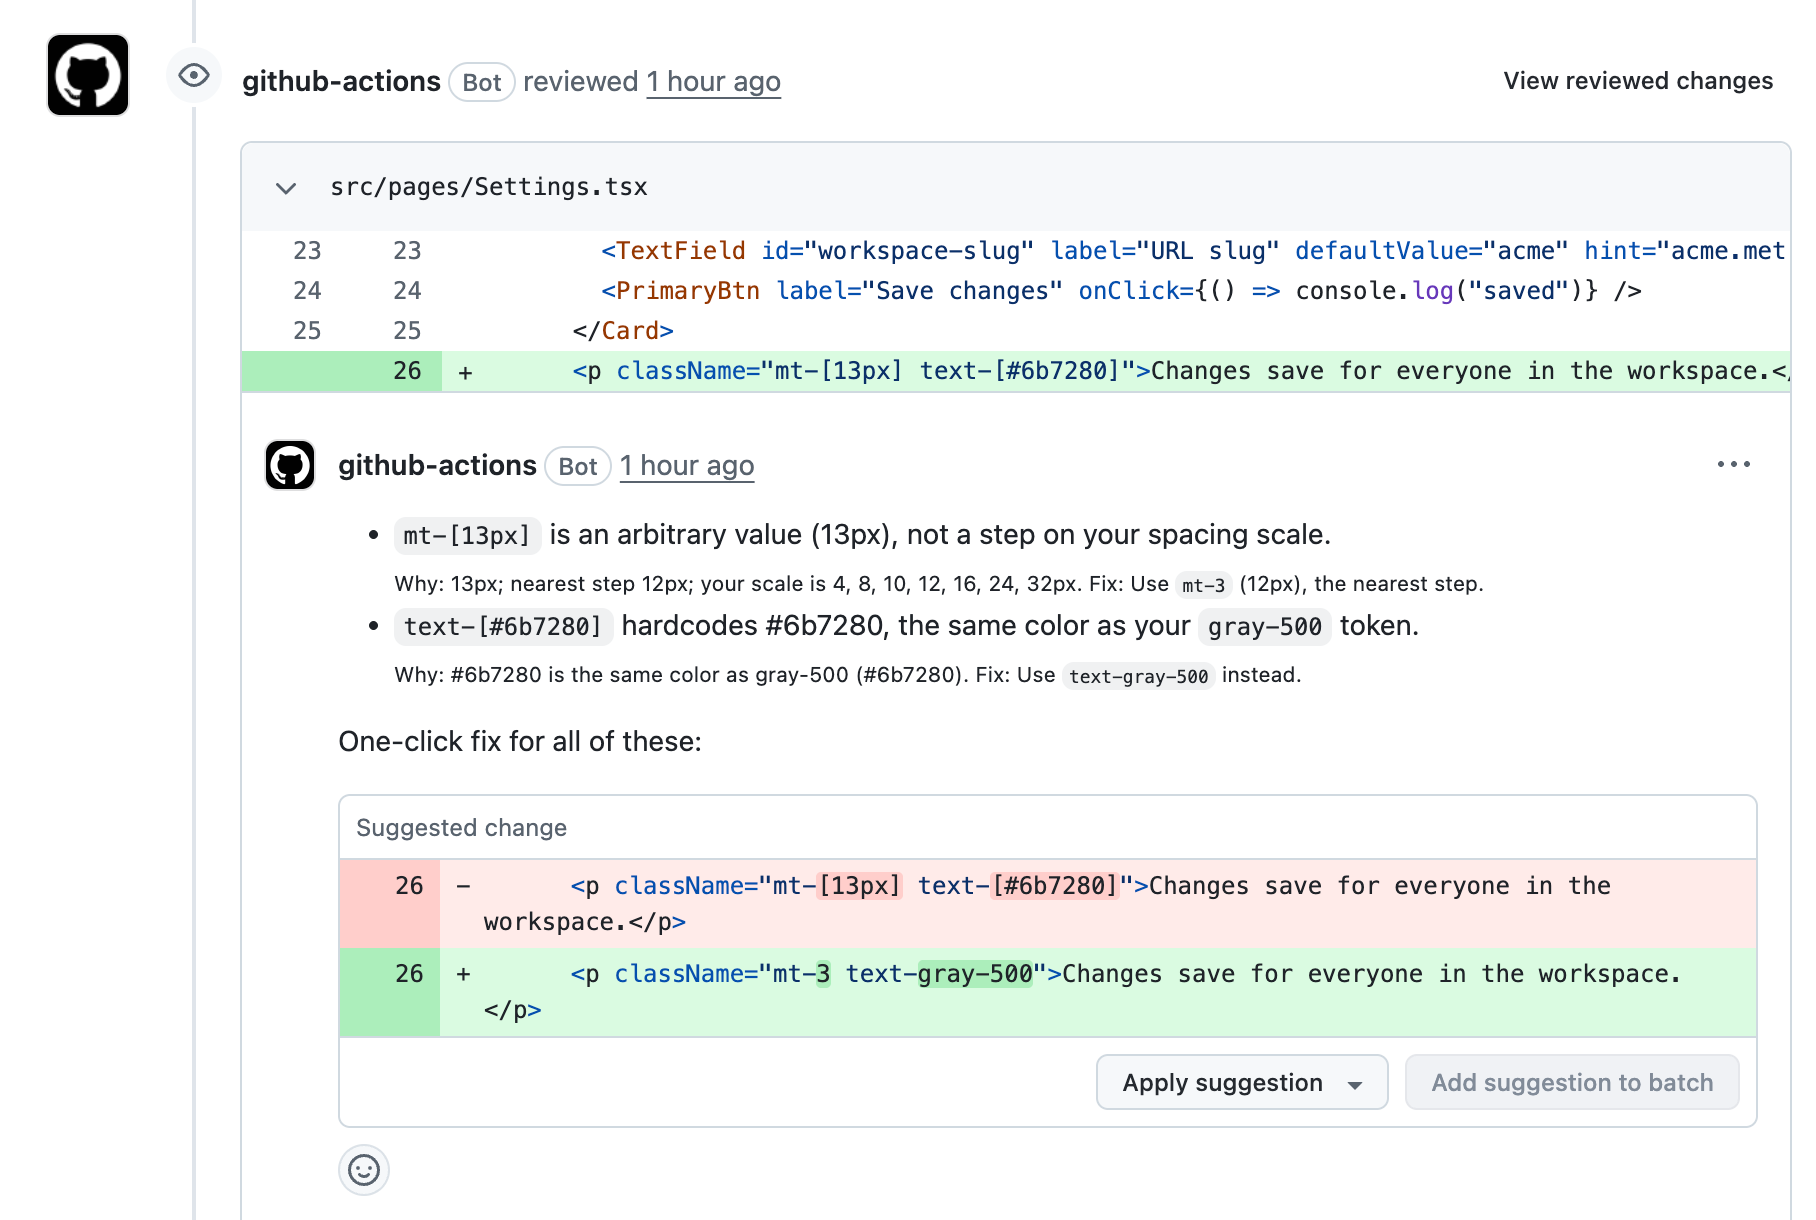 github-actions Bot reviewed 1 hour ago
View reviewed changes
src/pages/Settings.tsx
23 23 <TextField id="workspace-slug" label="URL slug" defaultValue="acme" hint="acme.met
24 24 <PrimaryBtn label="Save changes" onClick={() => console.log("saved")} />
25 25 </Card>
26 + <p className="mt-[13px] text-[#6b7280]">Changes save for everyone in the workspace.</
github-actions Bot 1 hour ago
• mt-[13px] is an arbitrary value (13px), not a step on your spacing scale.
Why: 13px; nearest step 12px; your scale is 4, 8, 10, 12, 16, 24, 32px. Fix: Use mt-3 (12px), the nearest step.
• text-[#6b7280] hardcodes #6b7280, the same color as your gray-500 token.
Why: #6b7280 is the same color as gray-500 (#6b7280). Fix: Use text-gray-500 instead.
One-click fix for all of these:
Suggested change
26 - <p className="mt-[13px] text-[#6b7280]">Changes save for everyone in the
workspace.</p>
26 + <p className="mt-3 text-gray-500">Changes save for everyone in the workspace.
</p>
Apply suggestion
Add suggestion to batch